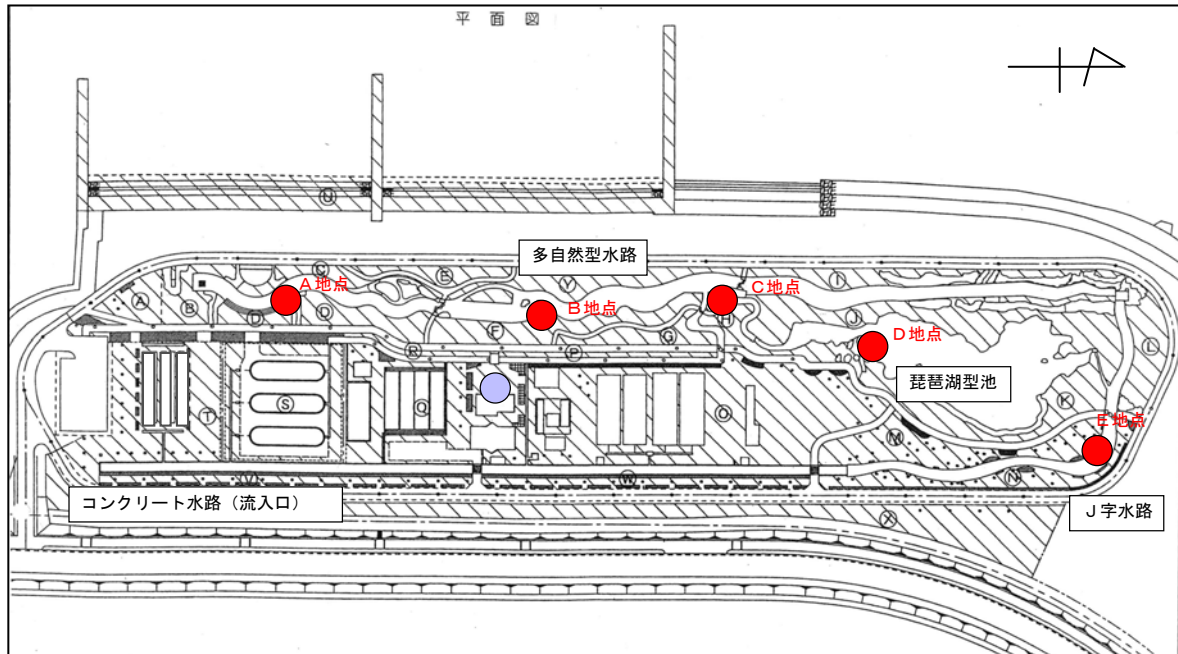 平面図
多自然型水路
Ⓤ
Ⓒ
Ⓔ
Ⓨ
Ⓘ
A地点
C地点
Ⓐ
Ⓑ
Ⓓ
B地点
Ⓗ
Ⓙ
Ⓕ
Ⓖ
D地点
Ⓛ
Ⓡ
Ⓟ
琵琶湖型池
Ⓣ
Ⓢ
Ⓠ
Ⓞ
Ⓚ
E地点
Ⓜ
Ⓥ
Ⓦ
Ⓝ
コンクリート水路（流入口）
J字水路
Ⓧ